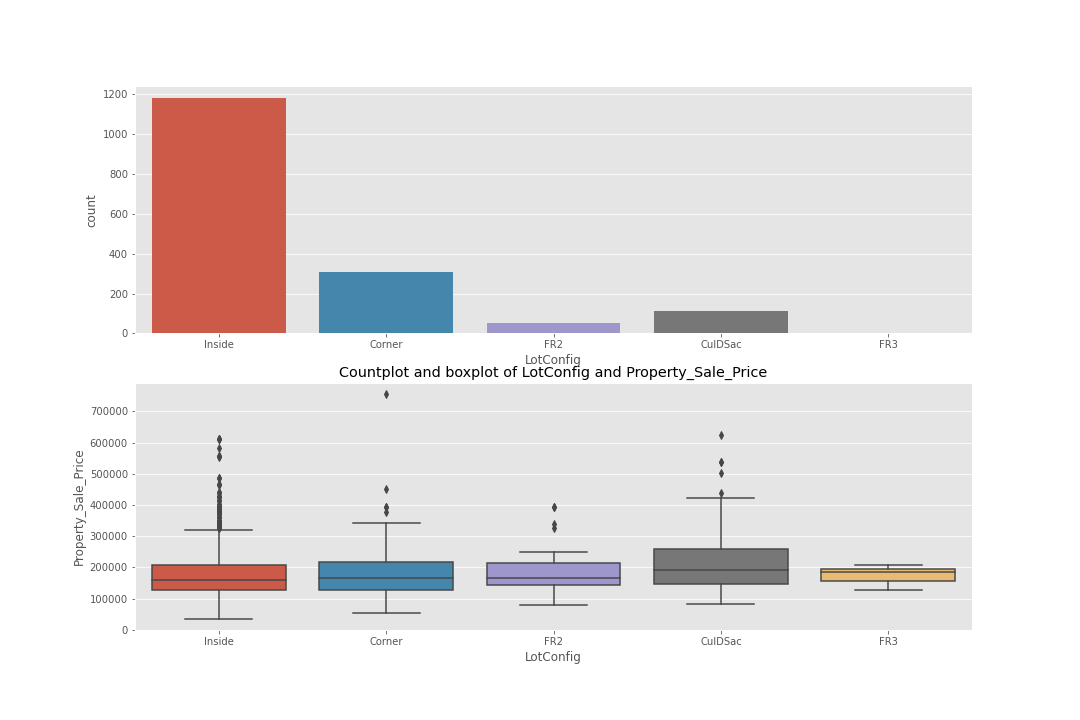 1200
1000
800
600
400
200
0
count
Inside Corner FR2 CulDSac FR3
LotConfig
Countplot and boxplot of LotConfig and Property_Sale_Price
700000
600000
500000
400000
300000
200000
100000
0
Property_Sale_Price
Inside Corner FR2 CulDSac FR3
LotConfig